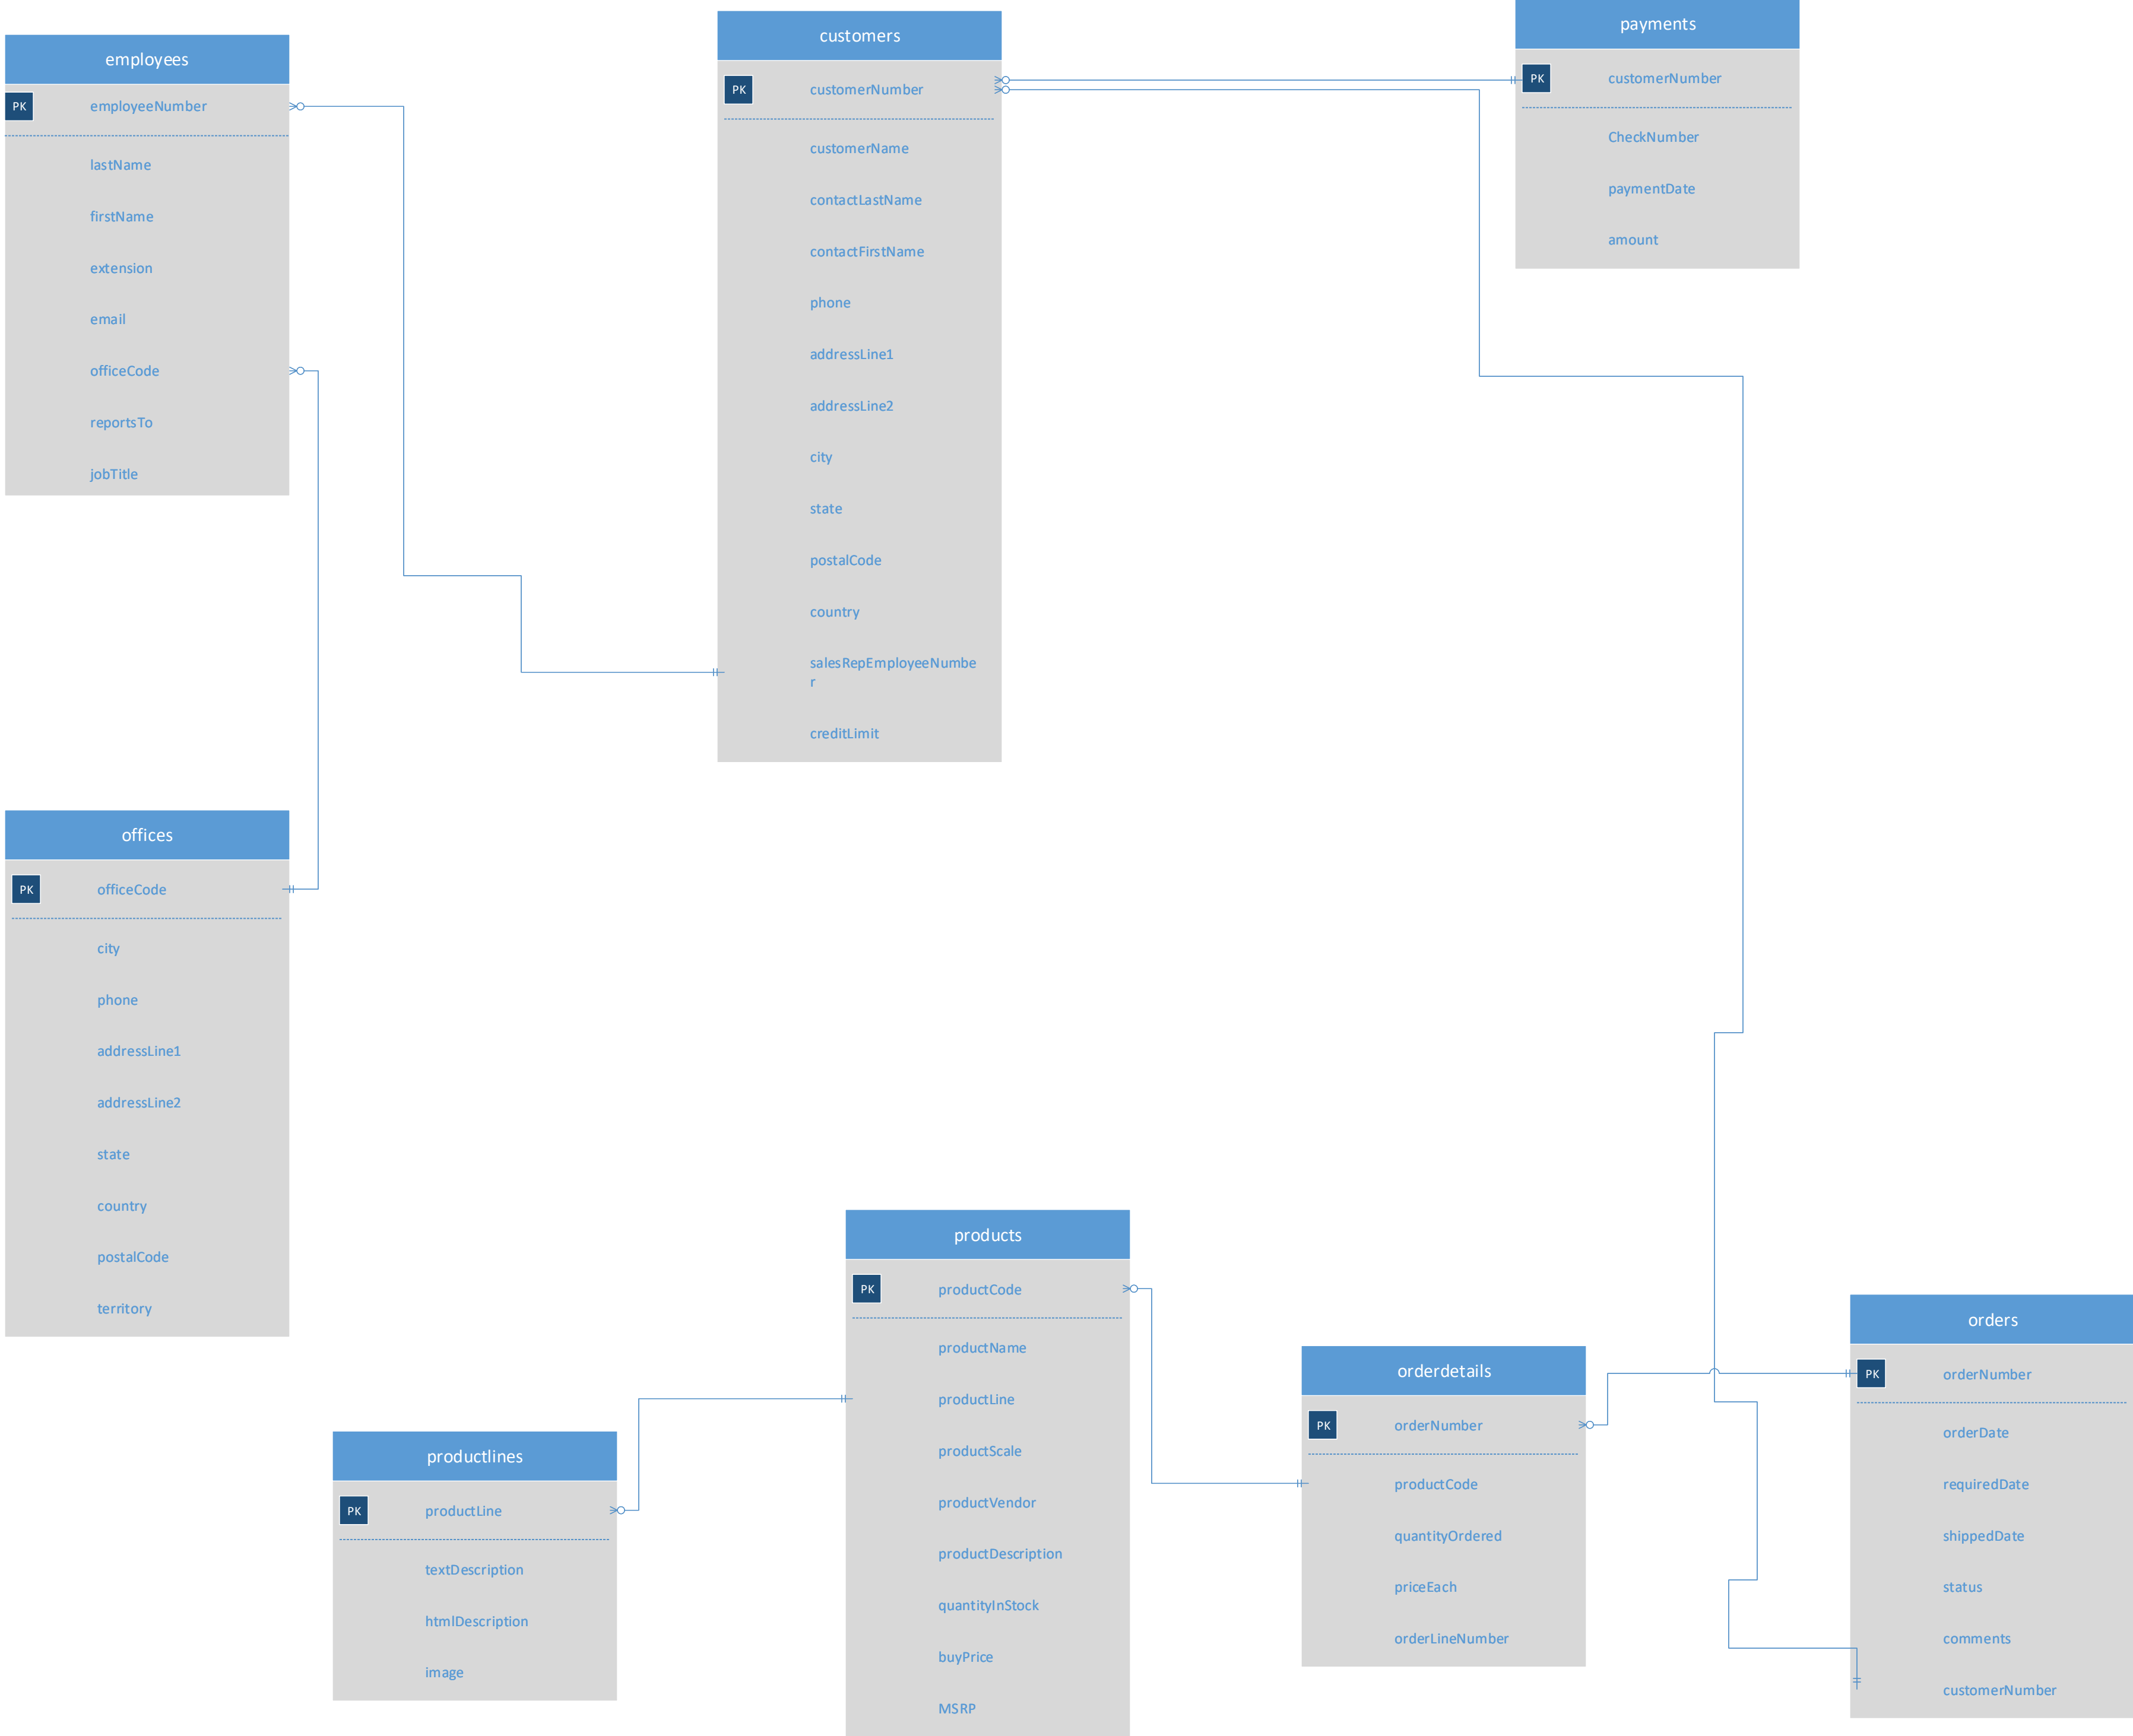 employees
PK
employeeNumber
lastName
firstName
extension
email
officeCode
reportsTo
jobTitle
customers
PK
customerNumber
customerName
contactLastName
contactFirstName
phone
addressLine1
addressLine2
city
state
postalCode
country
salesRepEmployeeNumbe
r
creditLimit
payments
PK
customerNumber
CheckNumber
paymentDate
amount
offices
PK
officeCode
city
phone
addressLine1
addressLine2
state
country
postalCode
territory
productlines
PK
productLine
textDescription
htmlDescription
image
products
PK
productCode
productName
productLine
productScale
productVendor
productDescription
quantityInStock
buyPrice
MSRP
orderdetails
PK
orderNumber
productCode
quantityOrdered
priceEach
orderLineNumber
orders
PK
orderNumber
orderDate
requiredDate
shippedDate
status
comments
customerNumber